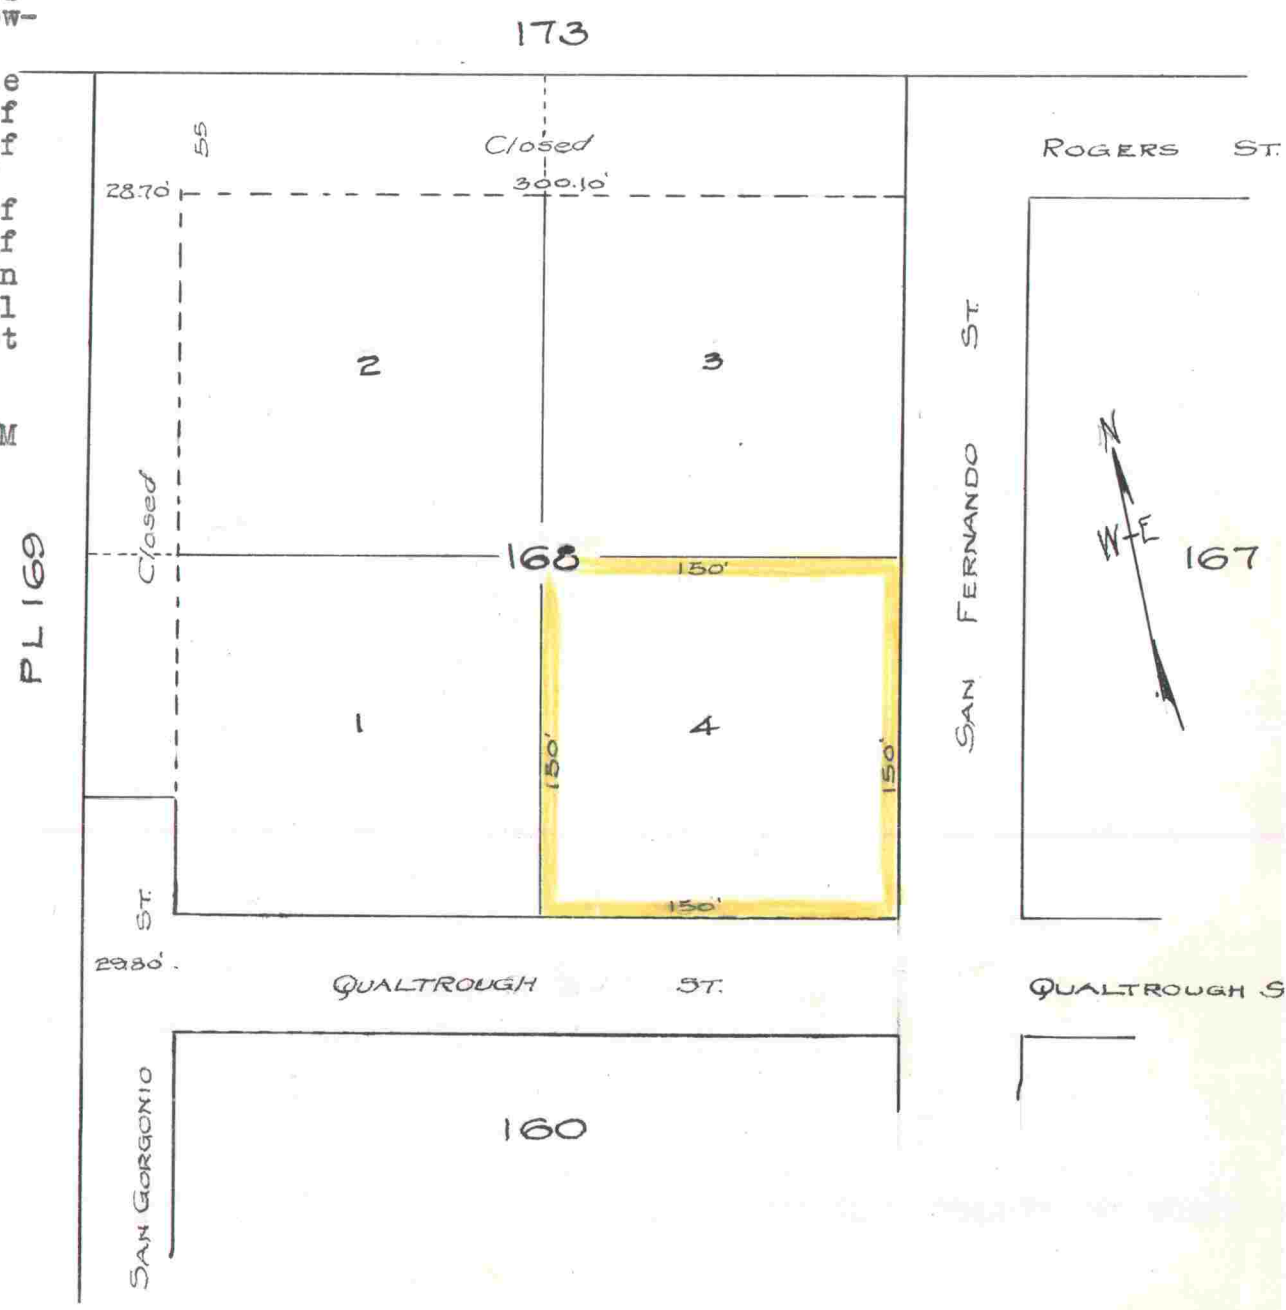 w-
173
e
f
f
f
f
n
l
t
M
55
Closed
ROGERS ST.
28.70'
300.10'
2
3
SAN FERNANDO ST.
N
W-E
Closed
168
150'
167
PL 169
1
4
150'
150'
150'
ST.
29.80'
QUALTROUGH ST.
QUALTROUGH S
SAN GORGONIO
160